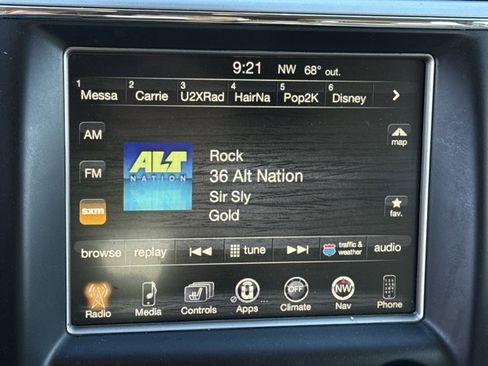 9:21 NW 68° out.
1 Messa 2 Carrie 3 U2XRad 4 HairNa 5 Pop2K 6 Disney
AM
FM
sxm
ALT
NATION
Rock
36 Alt Nation
Sir Sly
Gold
map
fav.
browse replay tune traffic & weather audio
OFF NW
Radio Media Controls Apps Climate Nav Phone